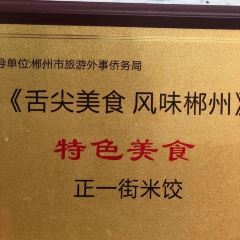 单位:郴州市旅游外事侨务局
《舌尖美食 风味郴州》
特色美食
正一街米饺